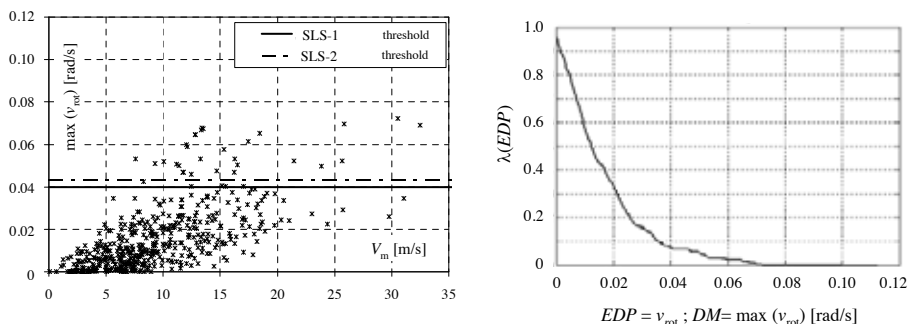 0.12
0.10
0.08
0.06
0.04
0.02
0
max (v_rot) [rad/s]
SLS-1 threshold
SLS-2 threshold
V_m [m/s]
0 5 10 15 20 25 30 35
1.0
0.8
0.6
0.4
0.2
0
λ(EDP)
0 0.02 0.04 0.06 0.08 0.10 0.12
EDP = v_rot ; DM= max (v_rot) [rad/s]